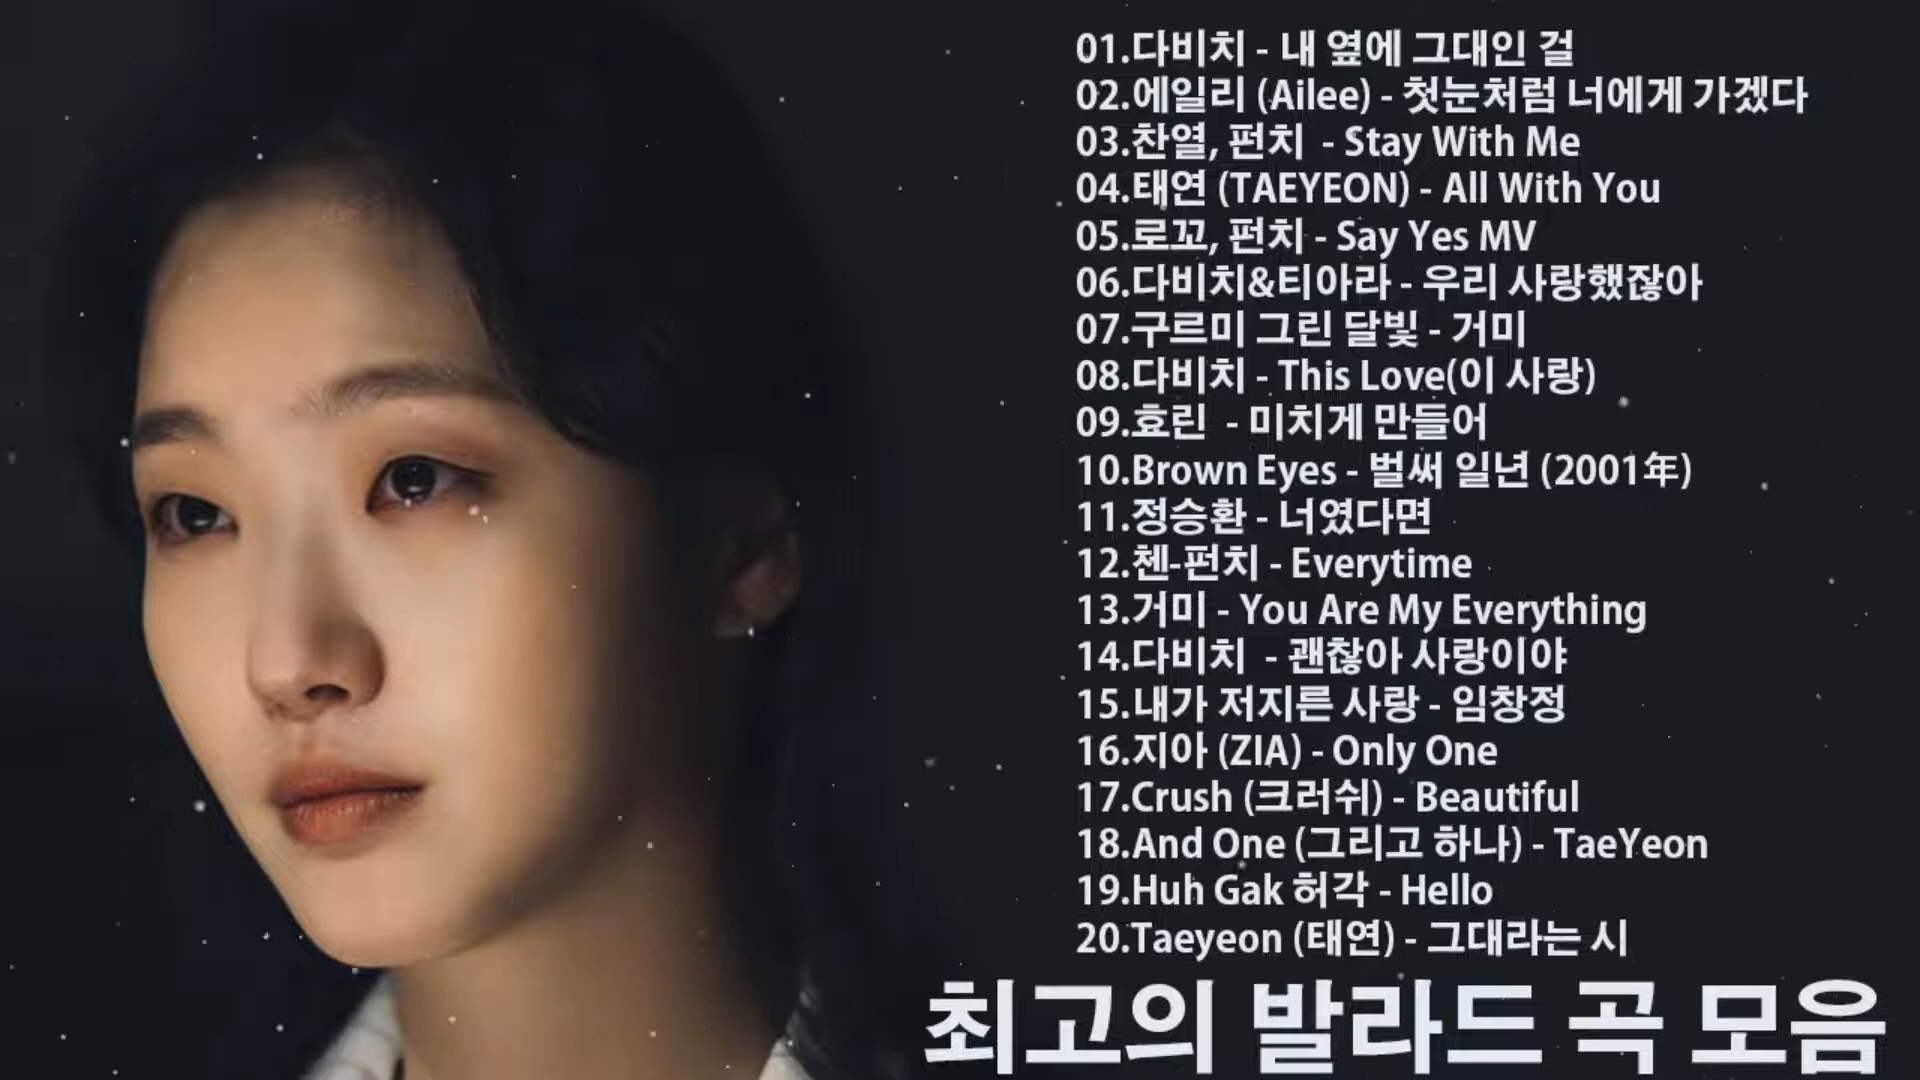 01.다비치 - 내 옆에 그대인 걸
02.에일리 (Ailee) - 첫눈처럼 너에게 가겠다
03.찬열, 펀치 - Stay With Me
04.태연 (TAEYEON) - All With You
05.로꼬, 펀치 - Say Yes MV
06.다비치&티아라 - 우리 사랑했잖아
07.구르미 그린 달빛 - 거미
08.다비치 - This Love(이 사랑)
09.효린 - 미치게 만들어
10.Brown Eyes - 벌써 일년 (2001年)
11.정승환 - 너였다면
12.첸-펀치 - Everytime
13.거미 - You Are My Everything
14.다비치 - 괜찮아 사랑이야
15.내가 저지른 사랑 - 임창정
16.지아 (ZIA) - Only One
17.Crush (크러쉬) - Beautiful
18.And One (그리고 하나) - TaeYeon
19.Huh Gak 허각 - Hello
20.Taeyeon (태연) - 그대라는 시
최고의 발라드 곡 모음